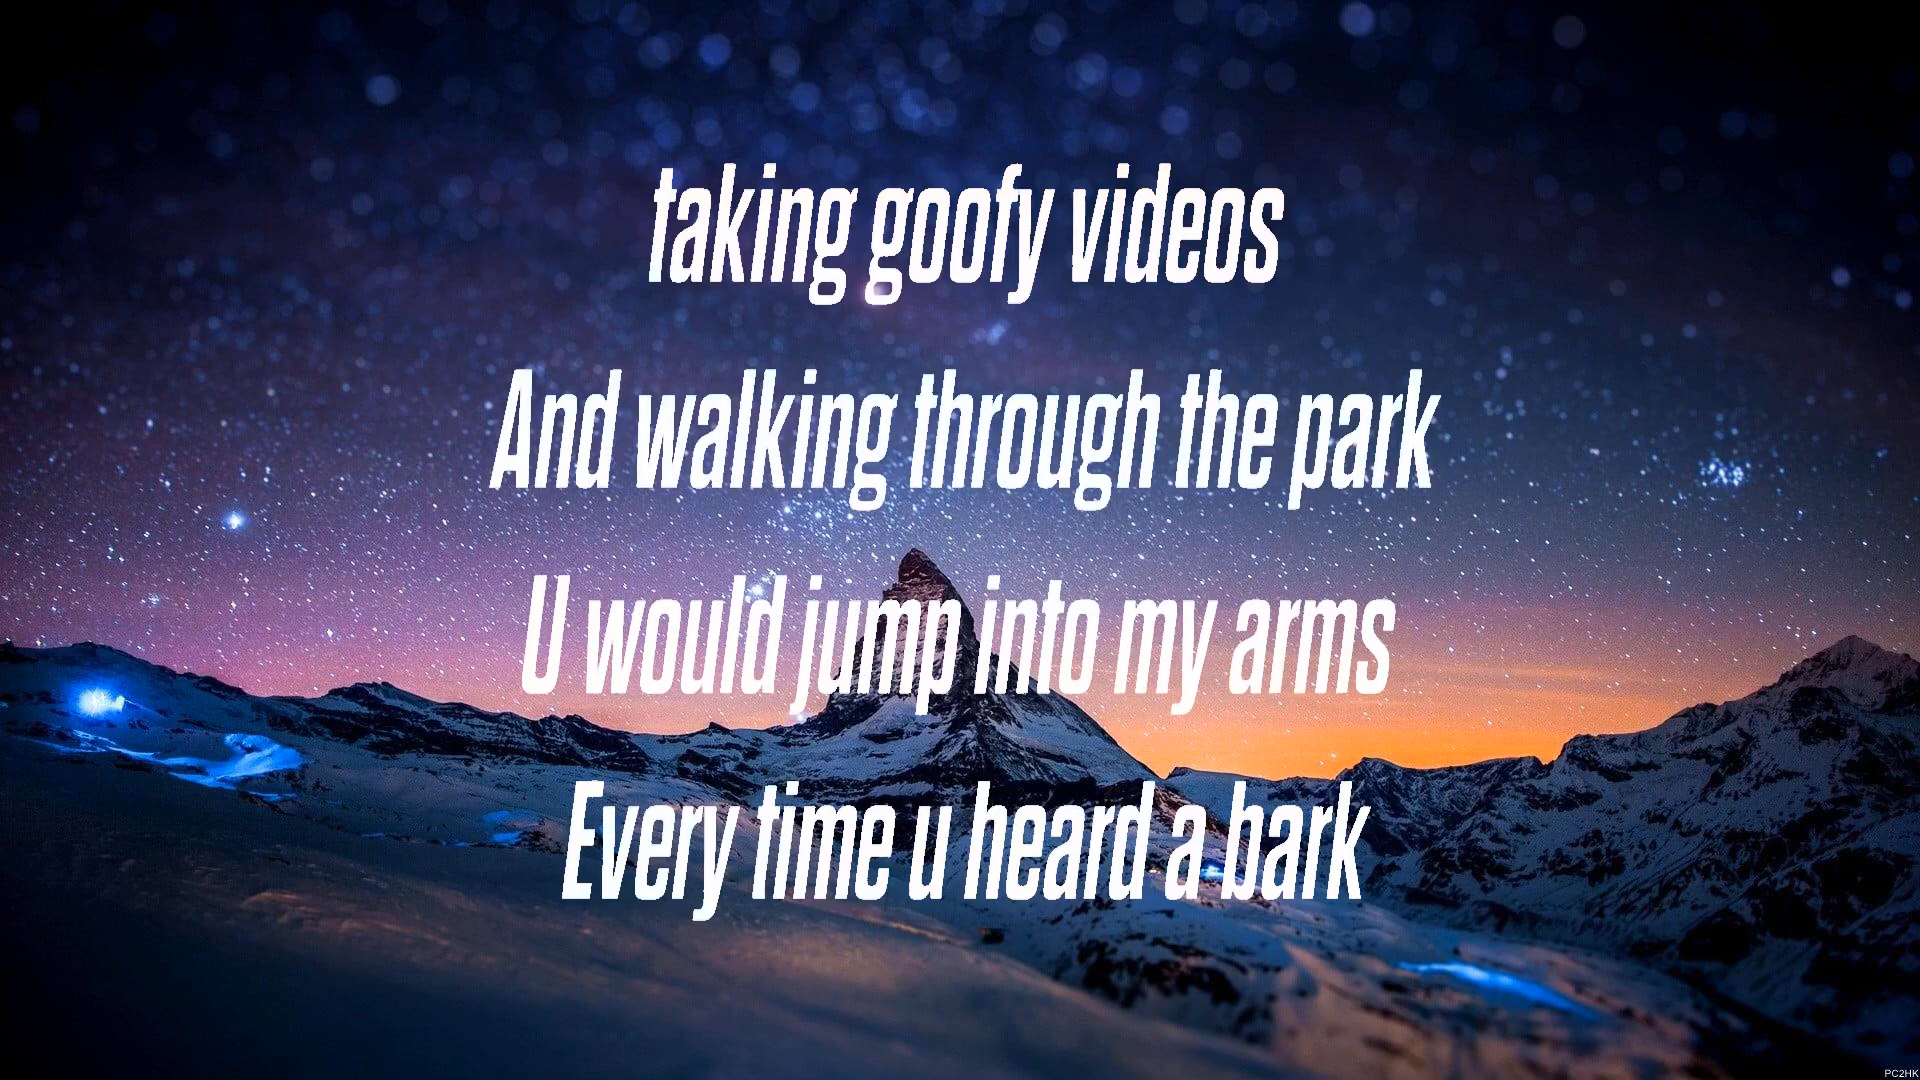 taking goofy videos
And walking through the park
U would jump into my arms
Every time u heard a bark
PC2HK